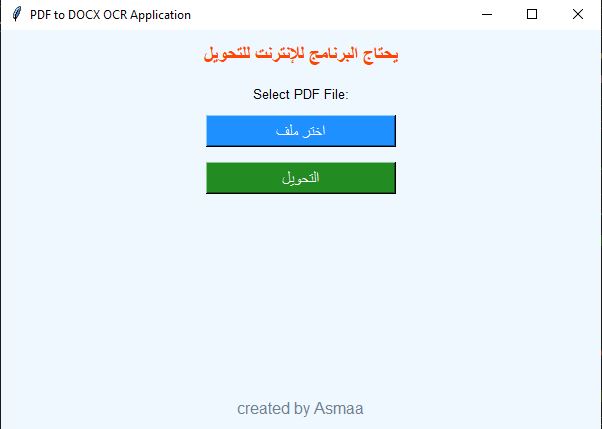 PDF to DOCX OCR Application
يحتاج البرنامج للإنترنت للتحويل
Select PDF File:
اختر ملف
التحويل
created by Asmaa